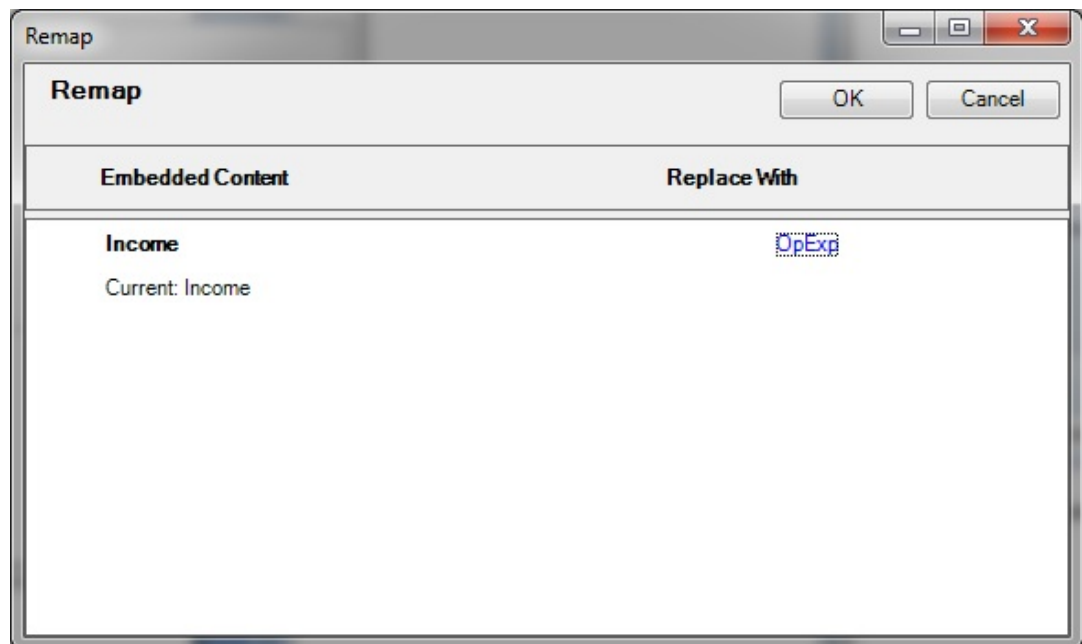 Remap
Remap
OK Cancel
Embedded Content Replace With
Income OpExp
Current: Income